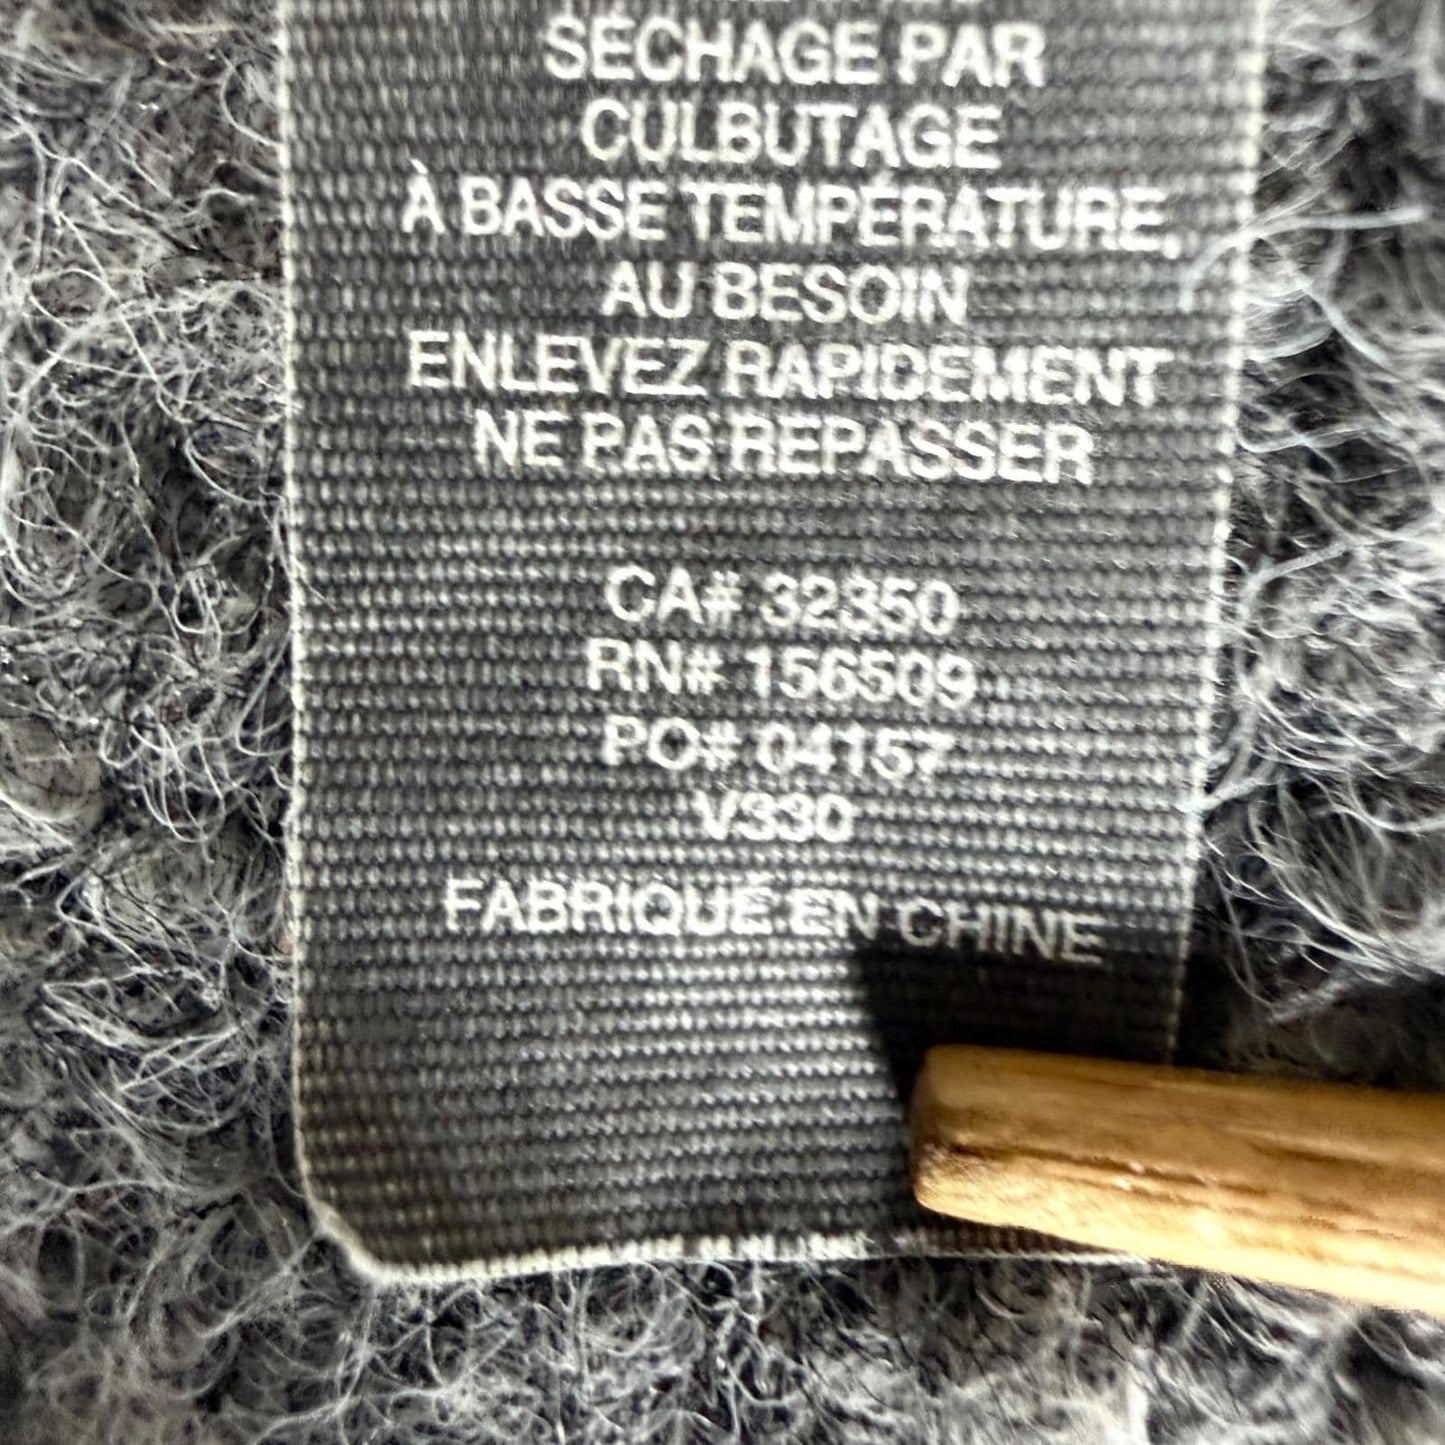 SÉCHAGE PAR
CULBUTAGE
À BASSE TEMPÉRATURE,
AU BESOIN
ENLEVEZ RAPIDEMENT
NE PAS REPASSER
CA# 32350
RN# 156509
PO# 04157
V330
FABRIQUÉ EN CHINE